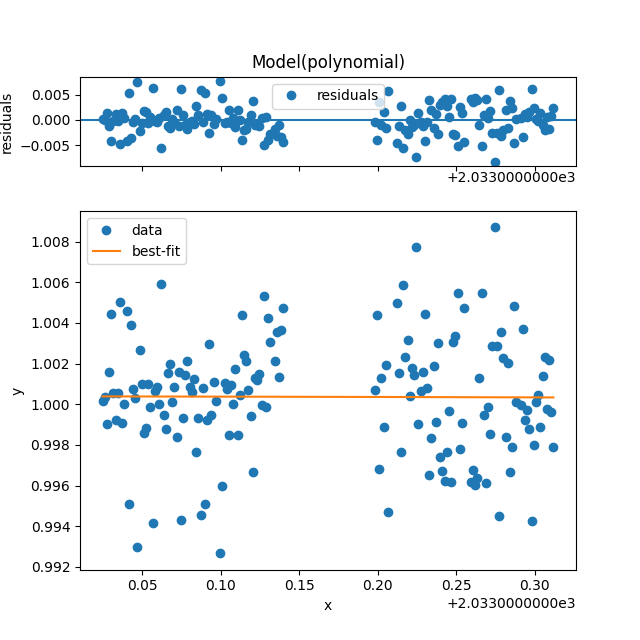 Model(polynomial)
residuals
0.005
0.000
−0.005
residuals
+2.0330000000e3
y
1.008
1.006
1.004
1.002
1.000
0.998
0.996
0.994
0.992
data
best-fit
0.05 0.10 0.15 0.20 0.25 0.30
x
+2.0330000000e3